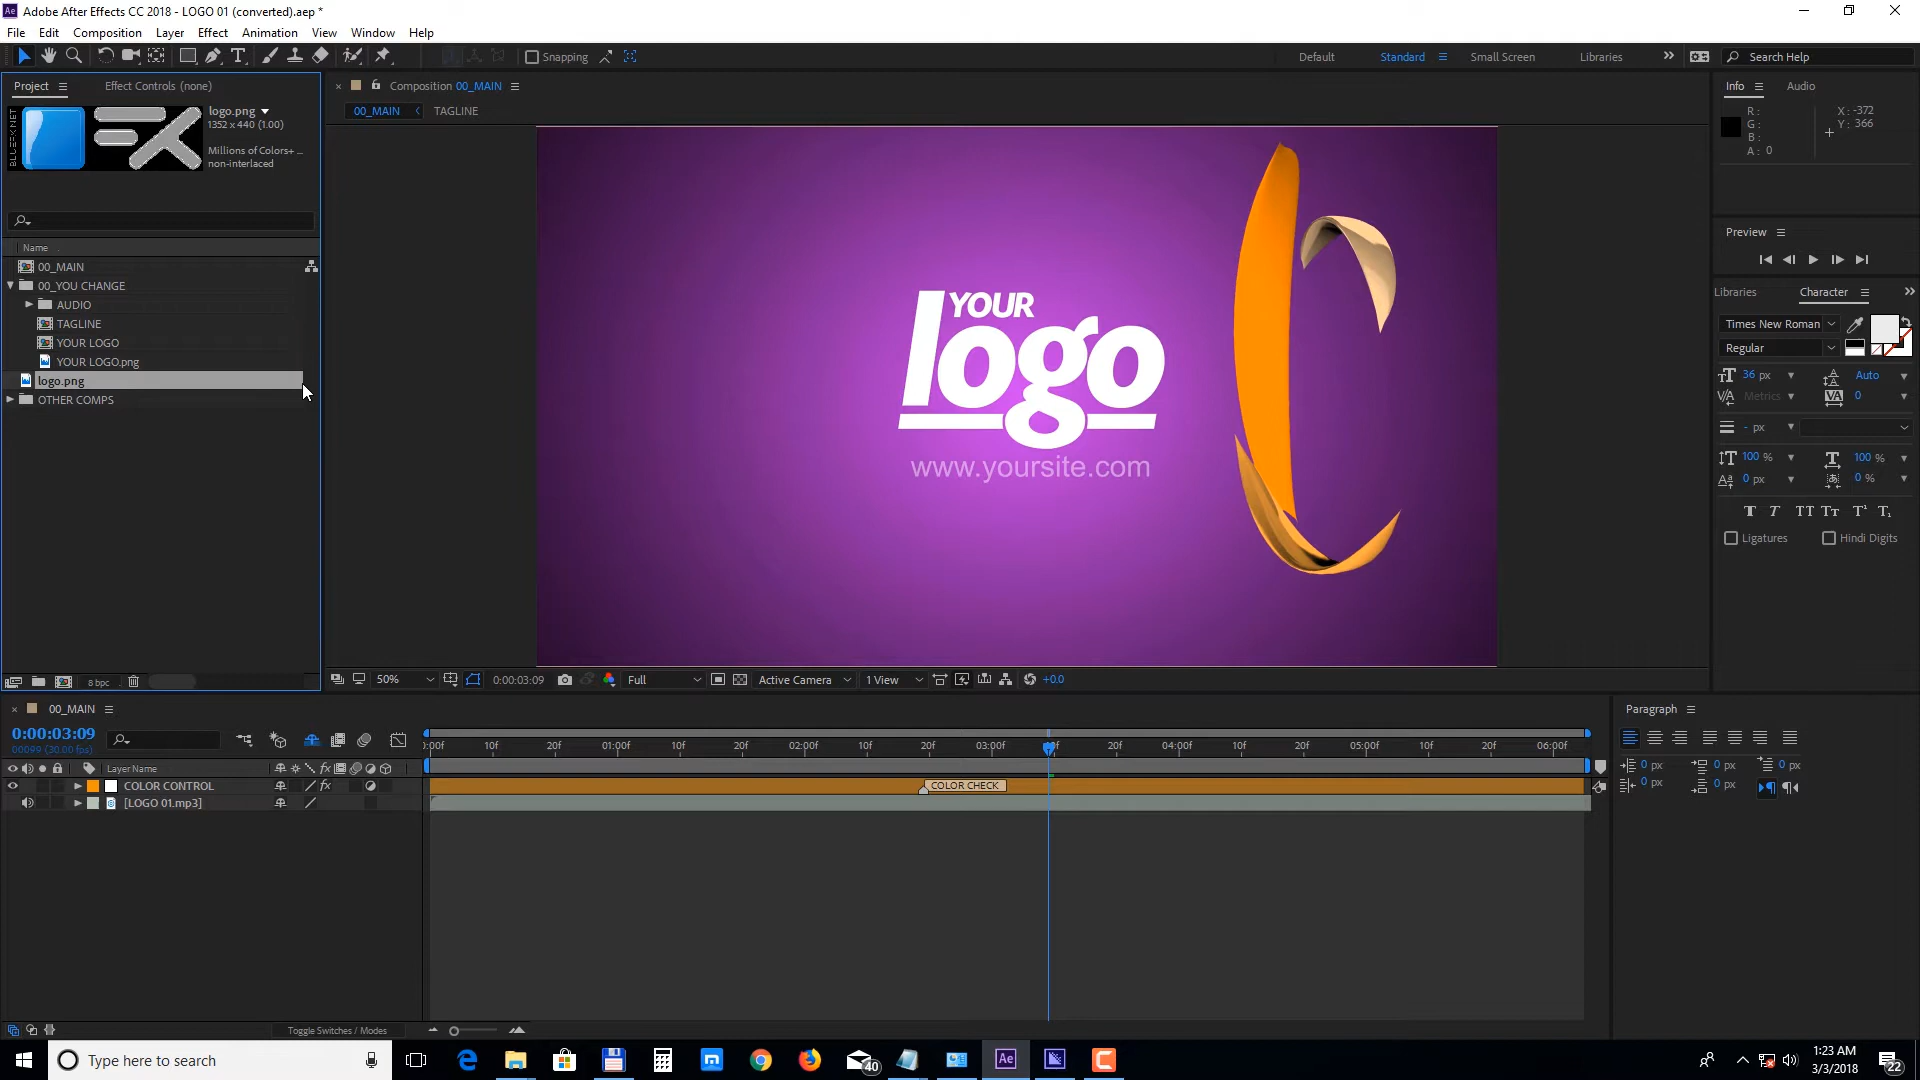 Adobe After Effects CC 2018 - LOGO 01 (converted).aep *
File Edit Composition Layer Effect Animation View Window Help
Snapping
Default Standard Small Screen Libraries Search Help
Project Effect Controls (none)
logo.png
1352 x 440 (1.00)
Millions of Colors+ ...
non-interlaced
BLUEFX.NET
Name
00_MAIN
00_YOU CHANGE
AUDIO
TAGLINE
YOUR LOGO
YOUR LOGO.png
logo.png
OTHER COMPS
8 bpc
Composition 00_MAIN
00_MAIN TAGLINE
YOUR
logo
www.yoursite.com
50% 0:00:03:09 Full Active Camera 1 View +0.0
Info Audio
R: X: -372
G: Y: 366
B:
A: 0
Preview
Libraries Character
Times New Roman
Regular
36 px Auto
Metrics 0
- px
100 % 100 %
0 px 0 %
Ligatures Hindi Digits
00_MAIN
0:00:03:09
00099 (30.00 fps)
Layer Name
COLOR CONTROL
[LOGO 01.mp3]
:00f 10f 20f 01:00f 10f 20f 02:00f 10f 20f 03:00f 20f 04:00f 10f 20f 05:00f 10f 20f 06:00f
COLOR CHECK
Toggle Switches / Modes
Paragraph
0 px 0 px 0 px
0 px 0 px
Type here to search
40
Ae
1:23 AM
3/3/2018
22